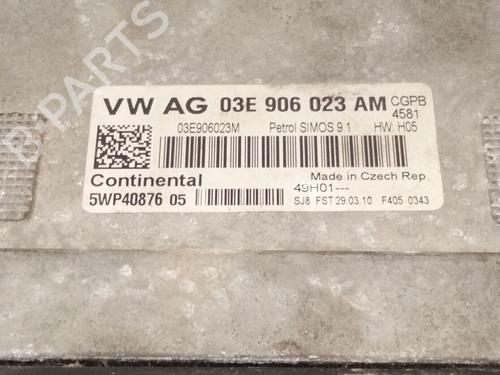 VW AG 03E 906 023 AM CGPB
4581
03E906023M Petrol SIMOS 9.1 HW: H05
Continental Made in Czech Rep.
49H01---
5WP40876 05 SJ8 FST 29.03.10 F405 0343
B PARTS